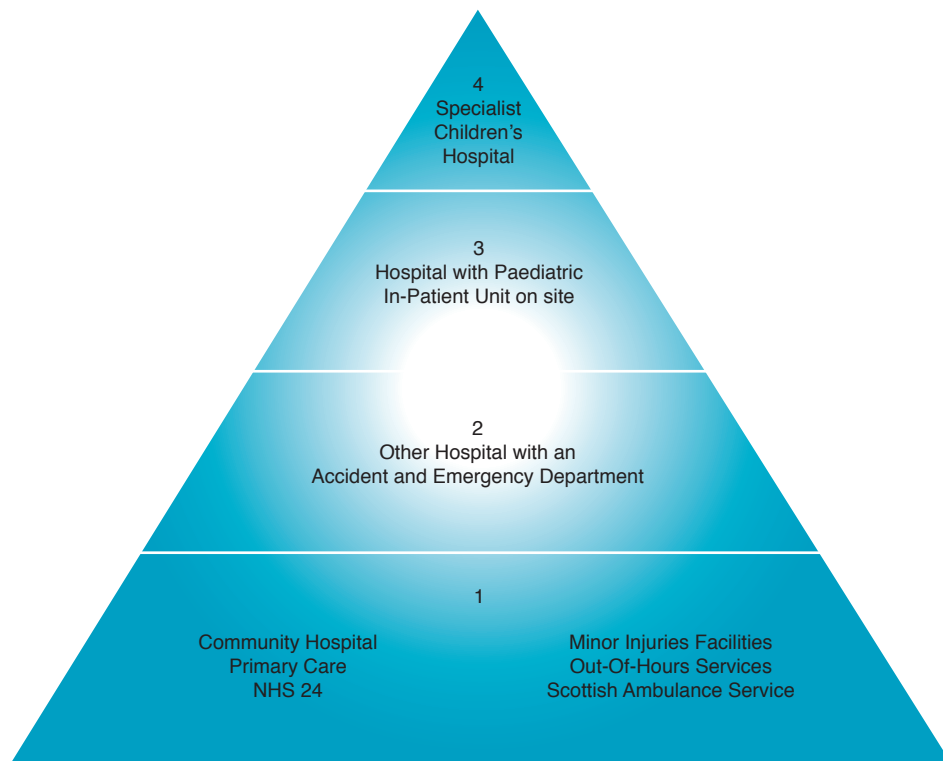 4
Specialist
Children's
Hospital
3
Hospital with Paediatric
In-Patient Unit on site
2
Other Hospital with an
Accident and Emergency Department
1
Community Hospital
Primary Care
NHS 24
Minor Injuries Facilities
Out-Of-Hours Services
Scottish Ambulance Service